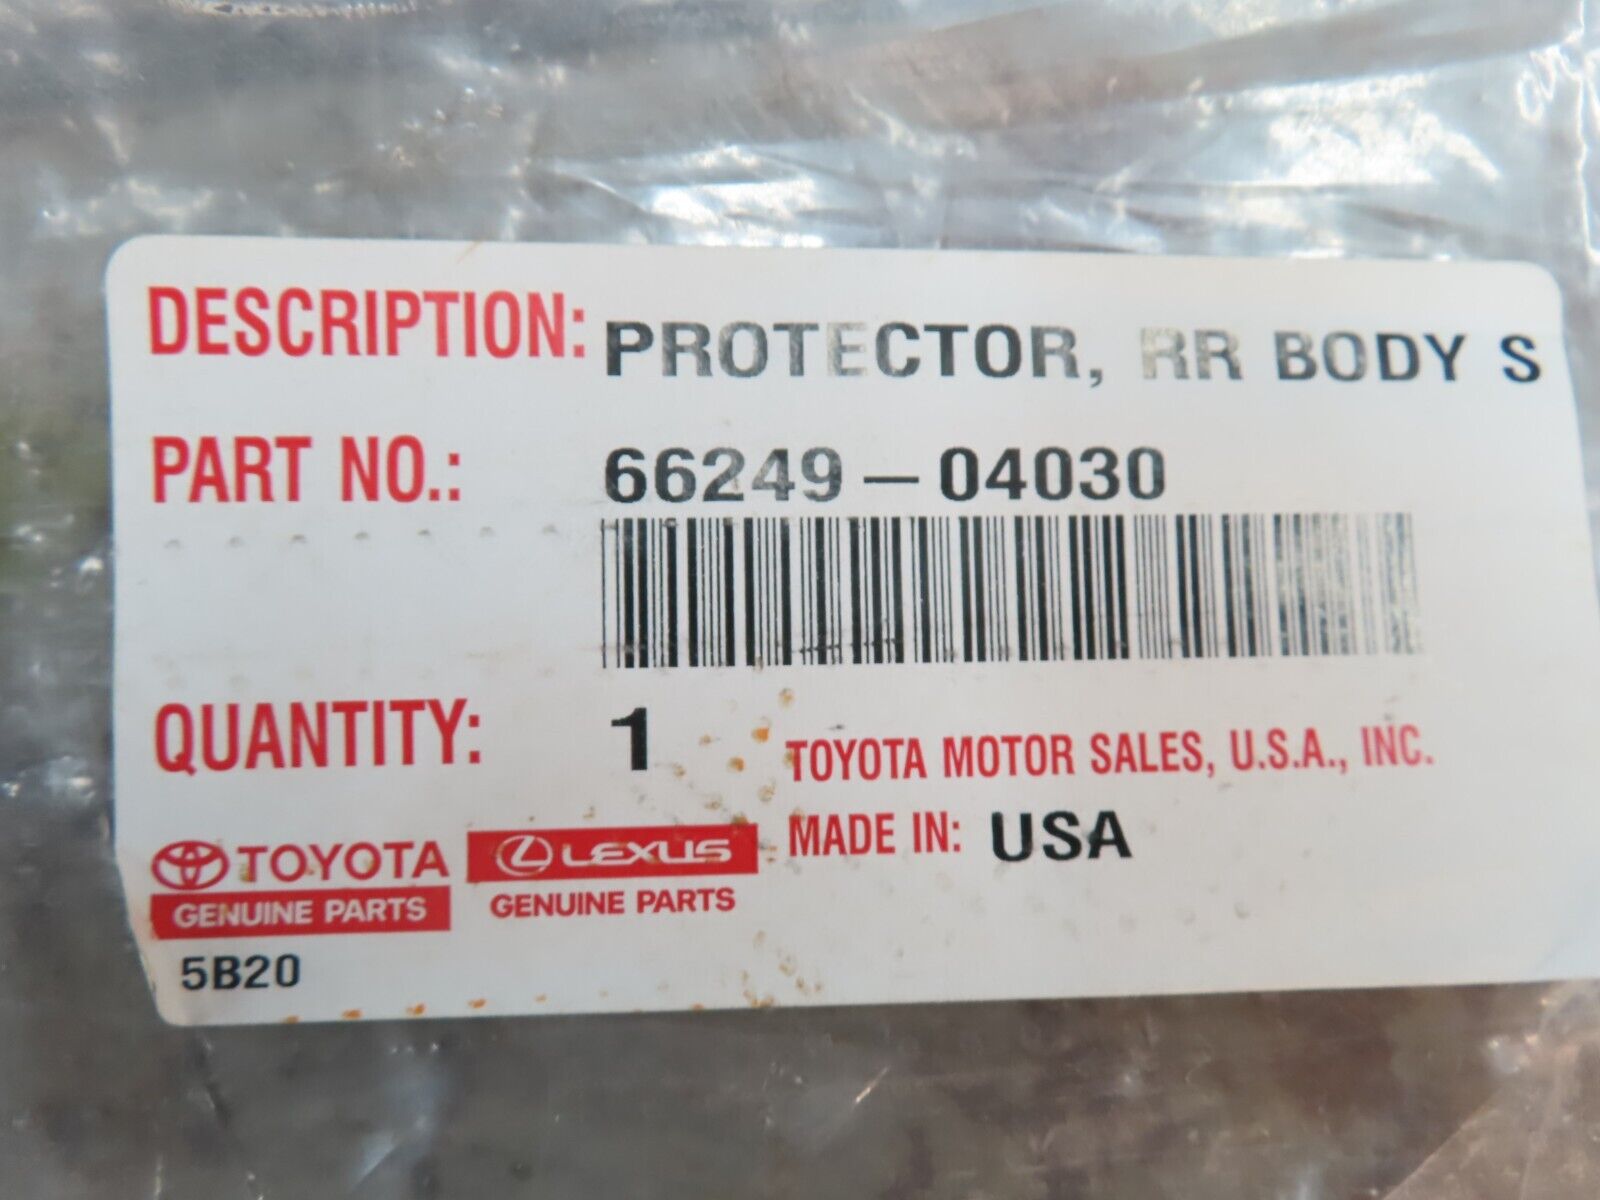 DESCRIPTION: PROTECTOR, RR BODY S
PART NO.: 66249-04030
QUANTITY: 1
TOYOTA MOTOR SALES, U.S.A., INC.
MADE IN: USA
TOYOTA
GENUINE PARTS
LEXUS
GENUINE PARTS
5B20